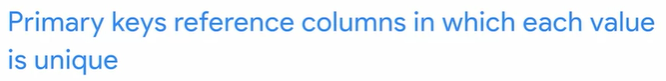 Primary keys reference columns in which each value
is unique